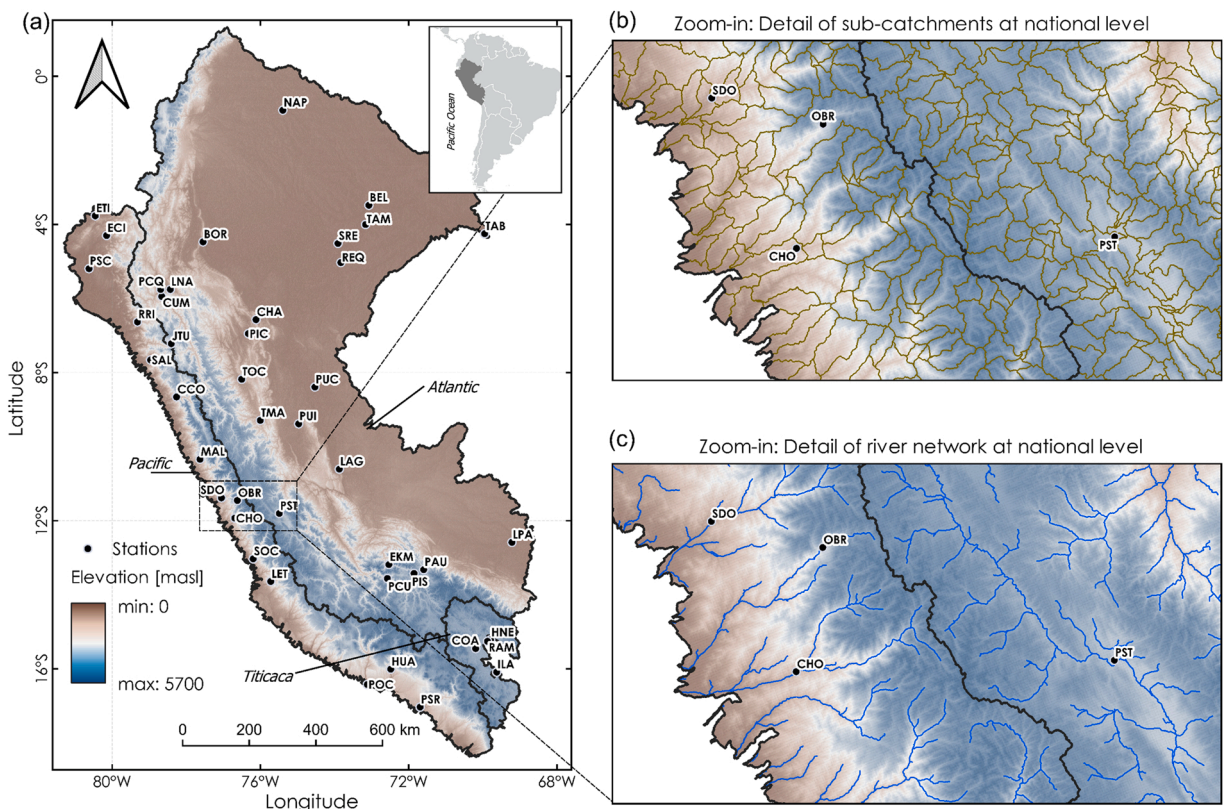 (a)
Pacific Ocean
0°
4°S
8°S
12°S
16°S
Latitude
NAP
BEL
TAM
TAB
ETI
ECI
BOR
SRE
REQ
PSC
PCQ
LNA
CUM
RRI
CHA
PIC
JTU
SAL
TOC
PUC
CCO
Atlantic
TMA
PUI
MAL
Pacific
LAG
SDO
OBR
PST
CHO
LPA
SOC
EKM
PAU
LET
PCU
PIS
COA
HNE
RAM
ILA
HUA
Titicaca
POC
PSR
Stations
Elevation [masl]
min: 0
max: 5700
0
200
400
600 km
80°W
76°W
72°W
68°W
Longitude
(b)
Zoom-in: Detail of sub-catchments at national level
SDO
OBR
PST
CHO
(c)
Zoom-in: Detail of river network at national level
SDO
OBR
PST
CHO